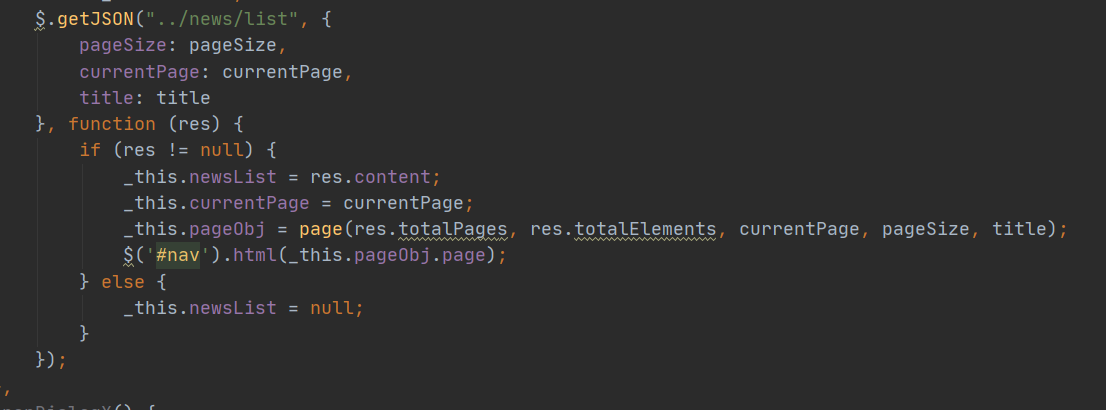 $.getJSON("../news/list", {
pageSize: pageSize,
currentPage: currentPage,
title: title
}, function (res) {
if (res != null) {
_this.newsList = res.content;
_this.currentPage = currentPage;
_this.pageObj = page(res.totalPages, res.totalElements, currentPage, pageSize, title);
$('#nav').html(_this.pageObj.page);
} else {
_this.newsList = null;
}
});
,